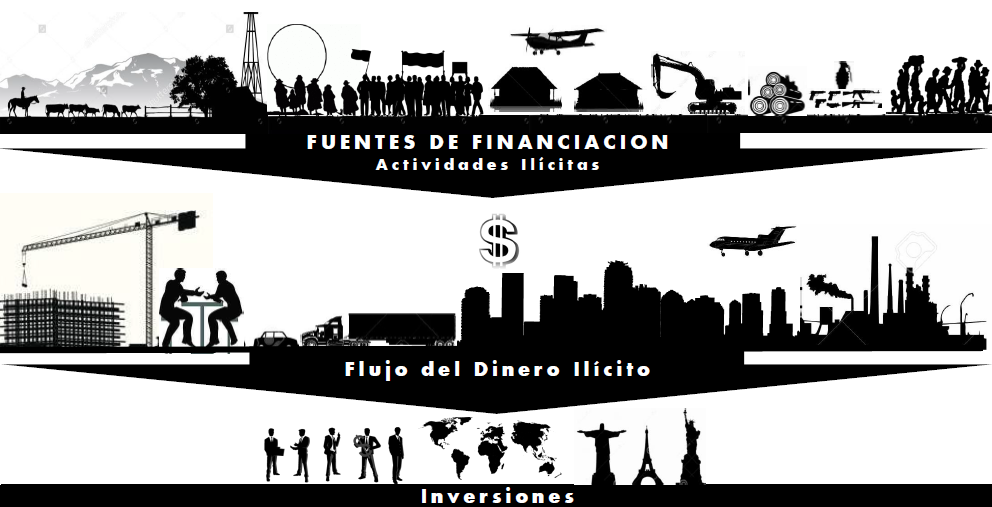 FUENTES DE FINANCIACION
Actividades Ilícitas
$
Flujo del Dinero Ilícito
Inversiones